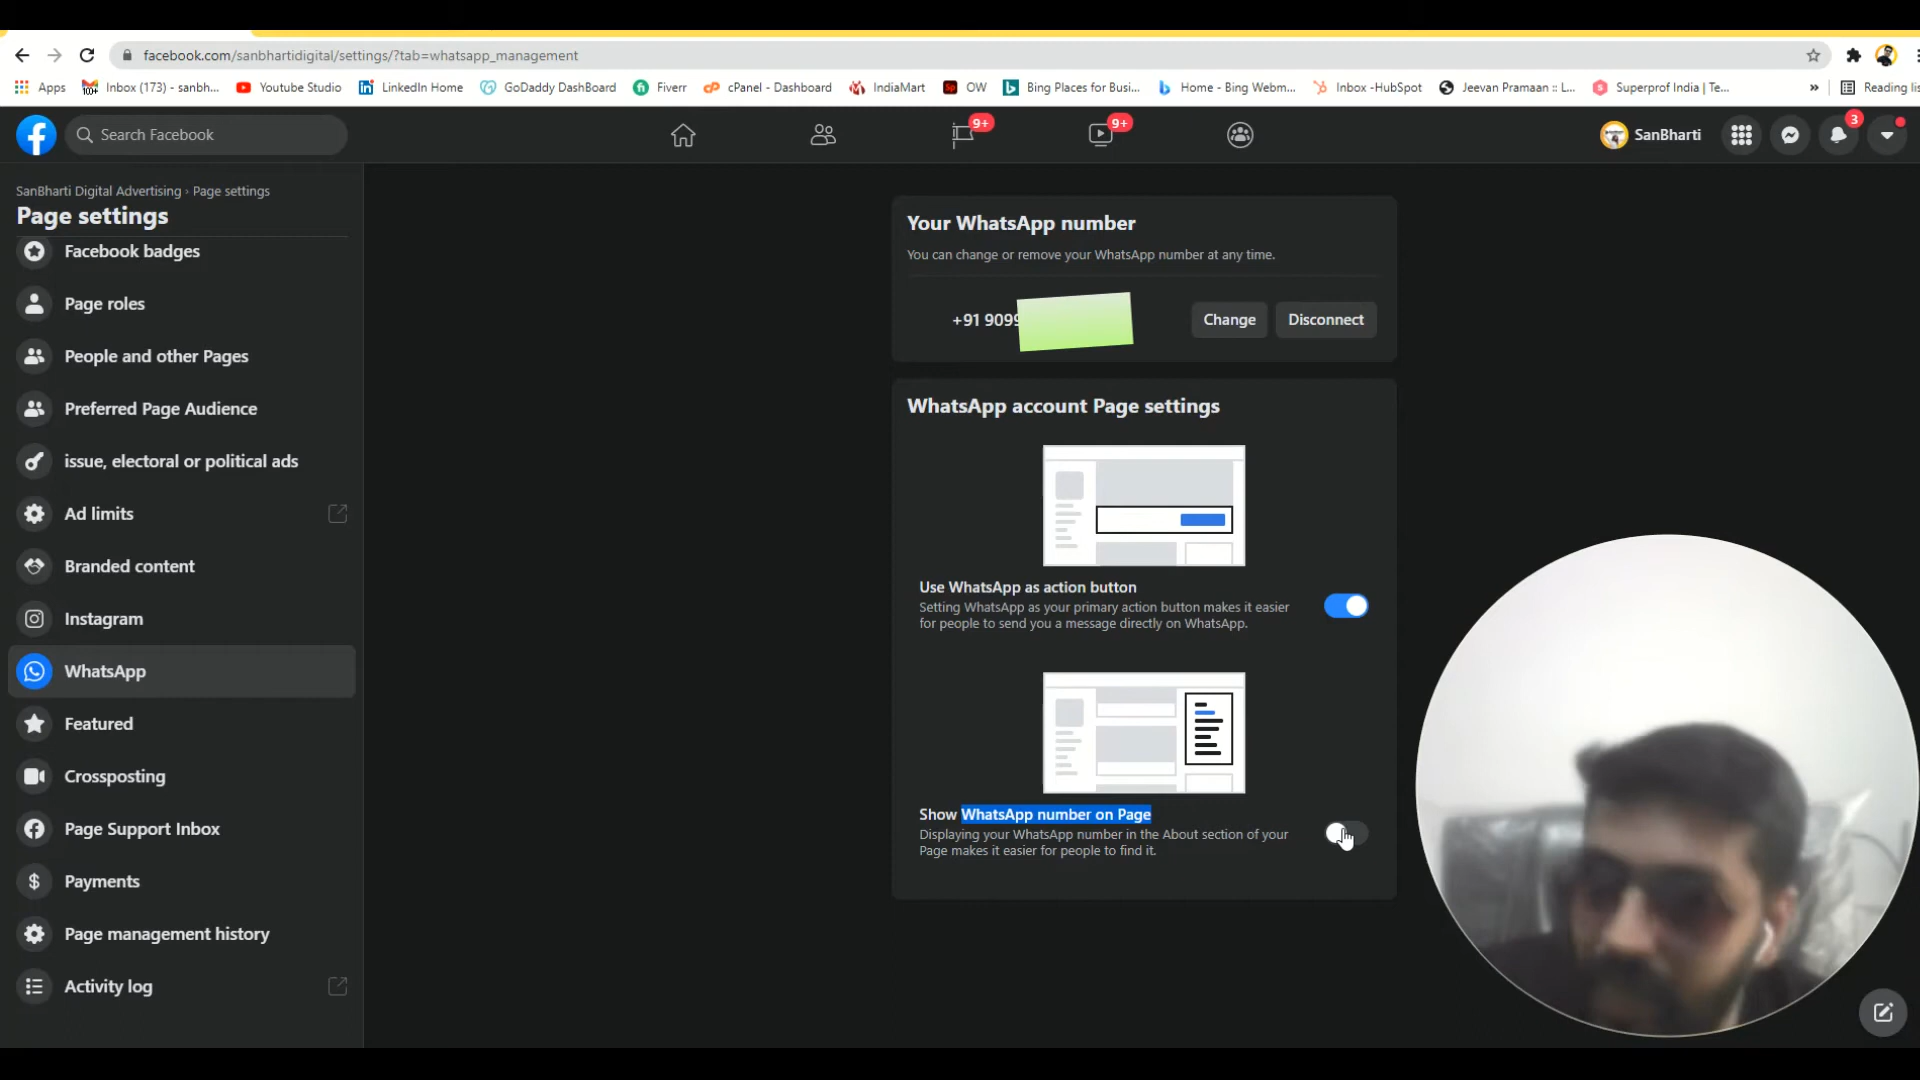 facebook.com/sanbhartidigital/settings/?tab=whatsapp_management
Apps
Inbox (173) - sanbh...
Youtube Studio
LinkedIn Home
GoDaddy DashBoard
Fiverr
cPanel - Dashboard
IndiaMart
OW
Bing Places for Busi...
Home - Bing Webm...
Inbox -HubSpot
Jeevan Pramaan :: L...
Superprof India | Te...
»
Reading lis
Search Facebook
9+
9+
SanBharti
3
SanBharti Digital Advertising › Page settings
Page settings
Facebook badges
Page roles
People and other Pages
Preferred Page Audience
issue, electoral or political ads
Ad limits
Branded content
Instagram
WhatsApp
Featured
Crossposting
Page Support Inbox
Payments
Page management history
Activity log
Your WhatsApp number
You can change or remove your WhatsApp number at any time.
+91 9099
Change
Disconnect
WhatsApp account Page settings
Use WhatsApp as action button
Setting WhatsApp as your primary action button makes it easier
for people to send you a message directly on WhatsApp.
Show WhatsApp number on Page
Displaying your WhatsApp number in the About section of your
Page makes it easier for people to find it.